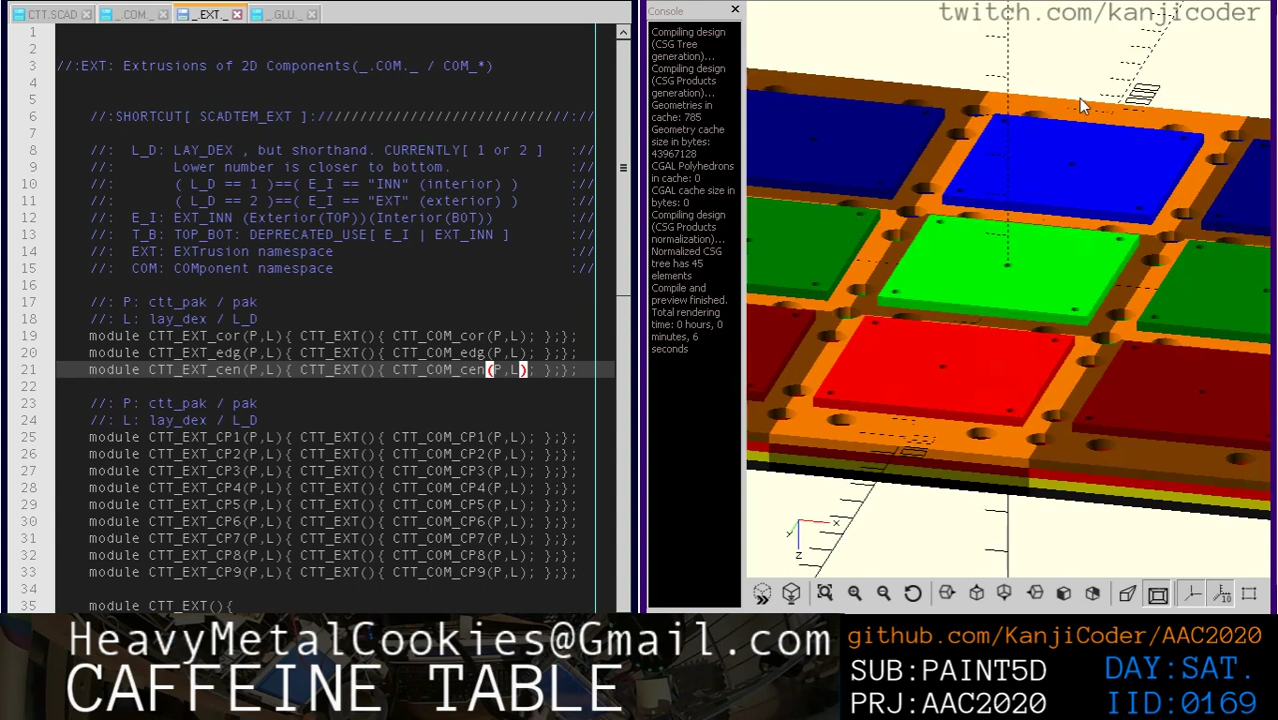 CTT.SCAD
_.COM._
_.EXT._
_.GLU._
1
2
3 //:EXT: Extrusions of 2D Components(_.COM._ / COM_*)
4
5
6 //:SHORTCUT[ SCADTEM_EXT ]:////////////////////////////////://
7
8 //: L_D: LAY_DEX , but shorthand. CURRENTLY[ 1 or 2 ] ://
9 //: Lower number is closer to bottom. ://
10 //: ( L_D == 1 )==( E_I == "INN" (interior) ) ://
11 //: ( L_D == 2 )==( E_I == "EXT" (exterior) ) ://
12 //: E_I: EXT_INN (Exterior(TOP))(Interior(BOT)) ://
13 //: T_B: TOP_BOT: DEPRECATED_USE[ E_I | EXT_INN ] ://
14 //: EXT: EXTrusion namespace ://
15 //: COM: COMponent namespace ://
16
17 //: P: ctt_pak / pak
18 //: L: lay_dex / L_D
19 module CTT_EXT_cor(P,L){ CTT_EXT(){ CTT_COM_cor(P,L); };};
20 module CTT_EXT_edg(P,L){ CTT_EXT(){ CTT_COM_edg(P,L); };};
21 module CTT_EXT_cen(P,L){ CTT_EXT(){ CTT_COM_cen(P,L); };};
22
23 //: P: ctt_pak / pak
24 //: L: lay_dex / L_D
25 module CTT_EXT_CP1(P,L){ CTT_EXT(){ CTT_COM_CP1(P,L); };};
26 module CTT_EXT_CP2(P,L){ CTT_EXT(){ CTT_COM_CP2(P,L); };};
27 module CTT_EXT_CP3(P,L){ CTT_EXT(){ CTT_COM_CP3(P,L); };};
28 module CTT_EXT_CP4(P,L){ CTT_EXT(){ CTT_COM_CP4(P,L); };};
29 module CTT_EXT_CP5(P,L){ CTT_EXT(){ CTT_COM_CP5(P,L); };};
30 module CTT_EXT_CP6(P,L){ CTT_EXT(){ CTT_COM_CP6(P,L); };};
31 module CTT_EXT_CP7(P,L){ CTT_EXT(){ CTT_COM_CP7(P,L); };};
32 module CTT_EXT_CP8(P,L){ CTT_EXT(){ CTT_COM_CP8(P,L); };};
33 module CTT_EXT_CP9(P,L){ CTT_EXT(){ CTT_COM_CP9(P,L); };};
34
35 module CTT_EXT(){
Console
Compiling design
(CSG Tree
generation)...
Compiling design
(CSG Products
generation)...
Geometries in
cache: 785
Geometry cache
size in bytes:
43967128
CGAL Polyhedrons
in cache: 0
CGAL cache size in
bytes: 0
Compiling design
(CSG Products
normalization)...
Normalized CSG
tree has 45
elements
Compile and
preview finished.
Total rendering
time: 0 hours, 0
minutes, 6
seconds
twitch.com/kanjicoder
x
y
z
10
HeavyMetalCookies@Gmail.com
CAFFEINE TABLE
github.com/KanjiCoder/AAC2020
SUB:PAINT5D
DAY:SAT.
PRJ:AAC2020
IID:0169